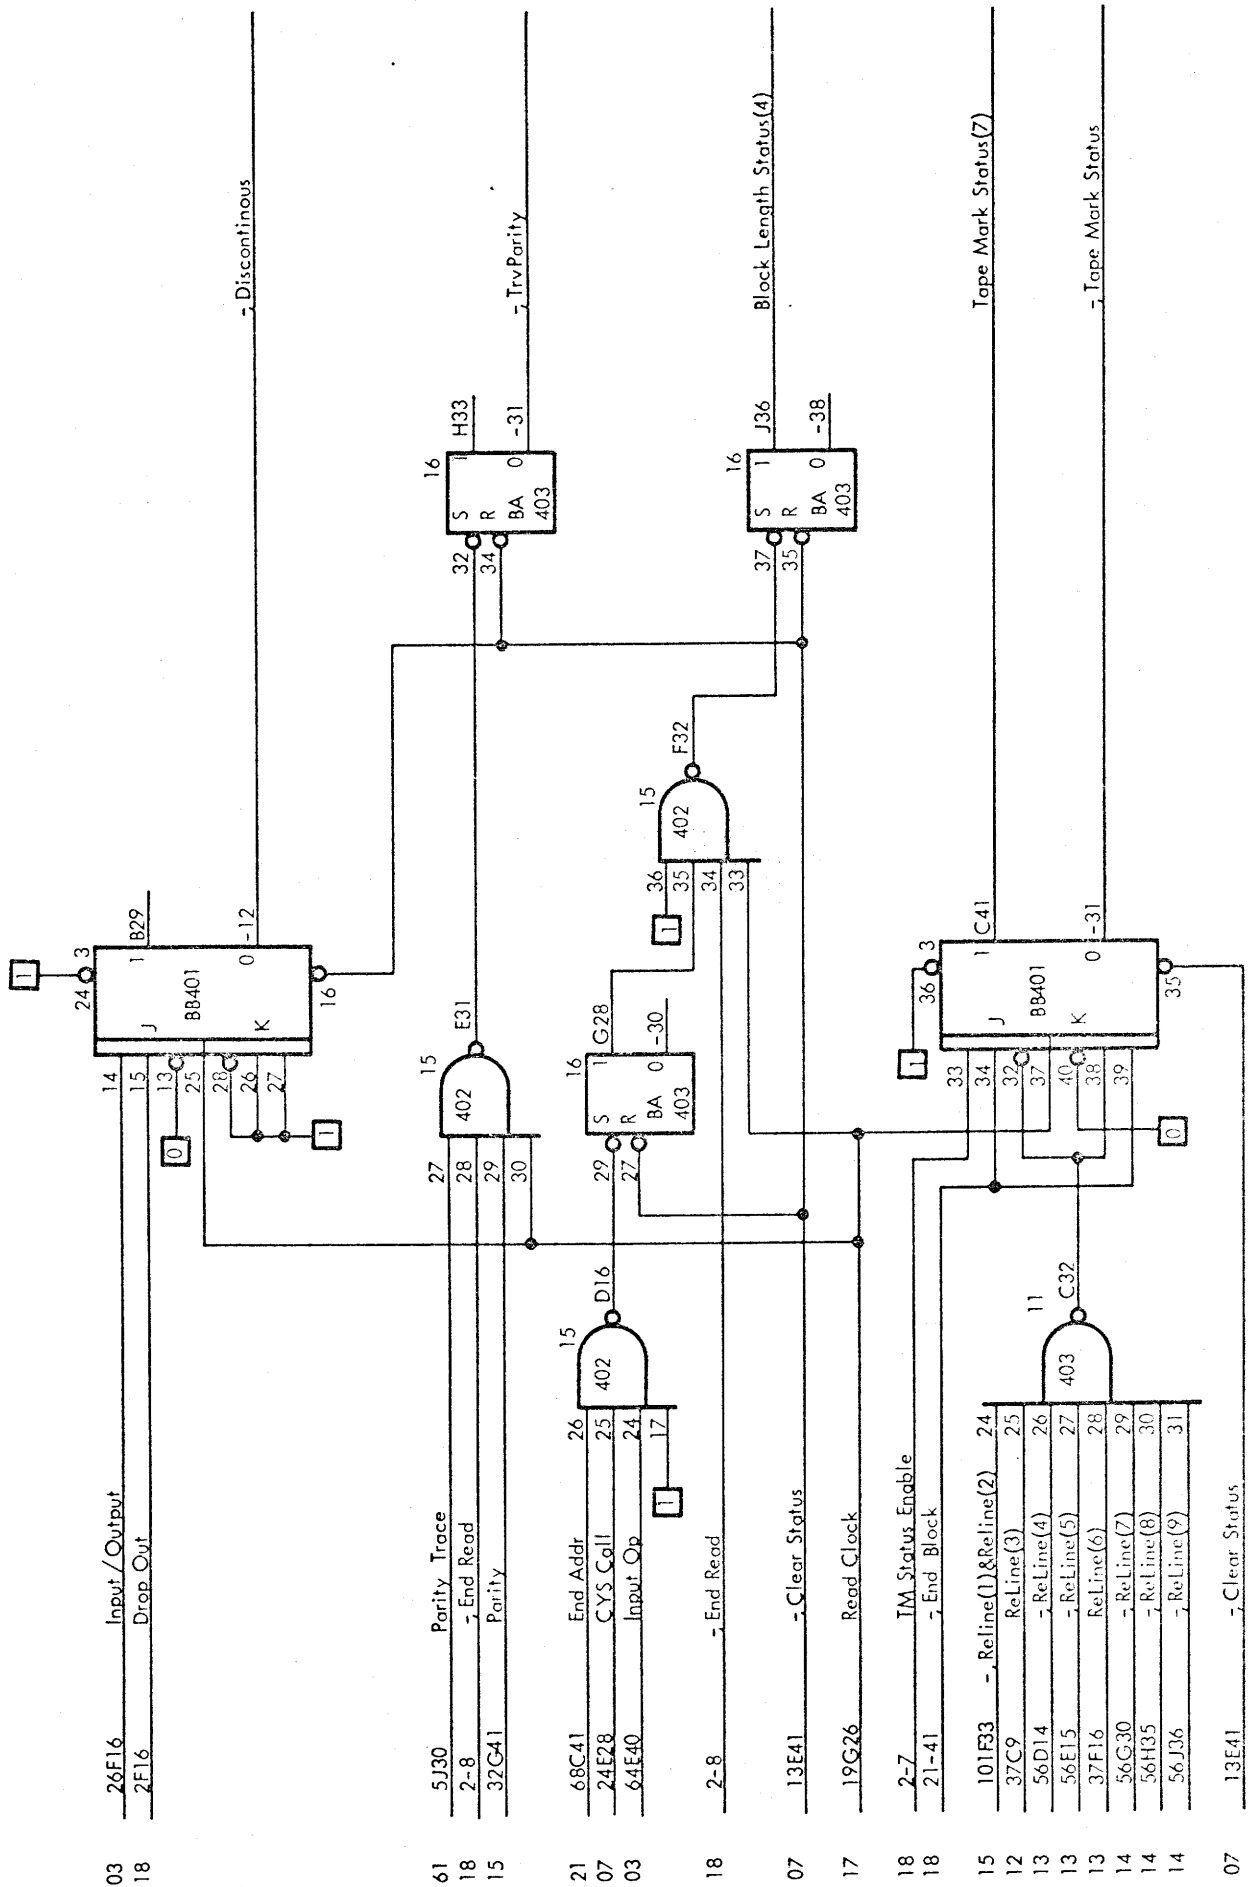 -, Discontinous
24
3
1
B29
J
BB401
0
-12
K
16
03
26F16
Input/Output
14
18
2F16
Drop Out
15
13
25
28
26
27
0
1
1
-, TrvParity
16
H33
S
1
32
R
34
BA
0
-31
403
61
5J30
Parity Trace
27
18
2-8
-, End Read
28
15
32G41
Parity
29
30
15
402
E31
Block Length Status(4)
16
J36
37
S
1
R
35
BA
0
-38
403
15
F32
402
36
35
34
33
1
16
G28
29
S
1
27
R
BA
0
-30
403
15
D16
402
21
68C41
End Addr
26
07
24E28
CYS Call
25
03
64E40
Input Op
24
17
1
18
2-8
-, End Read
07
13E41
-, Clear Status
17
19G26
Read Clock
Tape Mark Status(7)
-, Tape Mark Status
36
3
1
C41
J
BB401
K
0
-31
35
1
33
34
32
37
40
38
39
0
18
2-7
TM Status Enable
18
21-41
-, End Block
15
101F33
-, Reline(1)&Reline(2)
24
12
37C9
ReLine(3)
25
13
56D14
-, ReLine(4)
26
13
56E15
-, ReLine(5)
27
13
37F16
ReLine(6)
28
14
56G30
-, ReLine(7)
29
14
56H35
-, ReLine(8)
30
14
56J36
-, ReLine(9)
31
11
C32
403
07
13E41
-, Clear Status